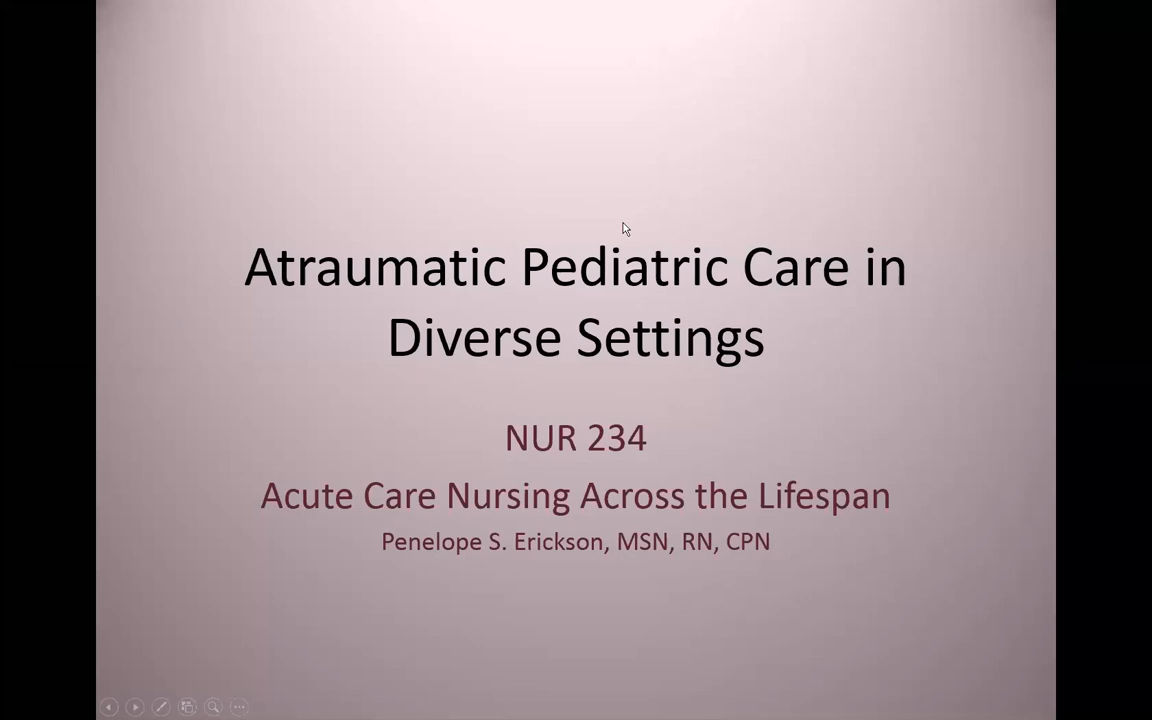 Atraumatic Pediatric Care in
Diverse Settings
NUR 234
Acute Care Nursing Across the Lifespan
Penelope S. Erickson, MSN, RN, CPN